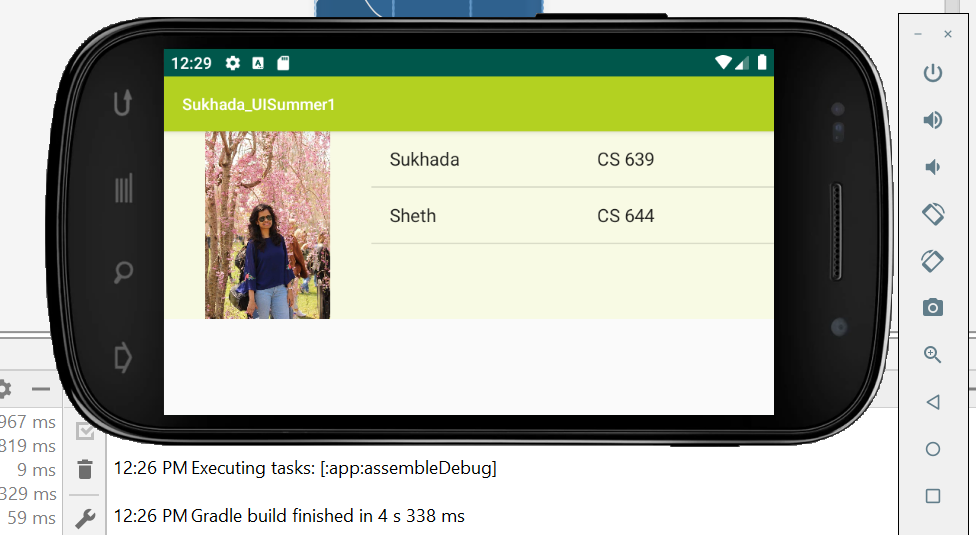 12:29
Sukhada_UISummer1
Sukhada CS 639
Sheth CS 644
967 ms
819 ms
9 ms
329 ms
59 ms
12:26 PM Executing tasks: [:app:assembleDebug]
12:26 PM Gradle build finished in 4 s 338 ms